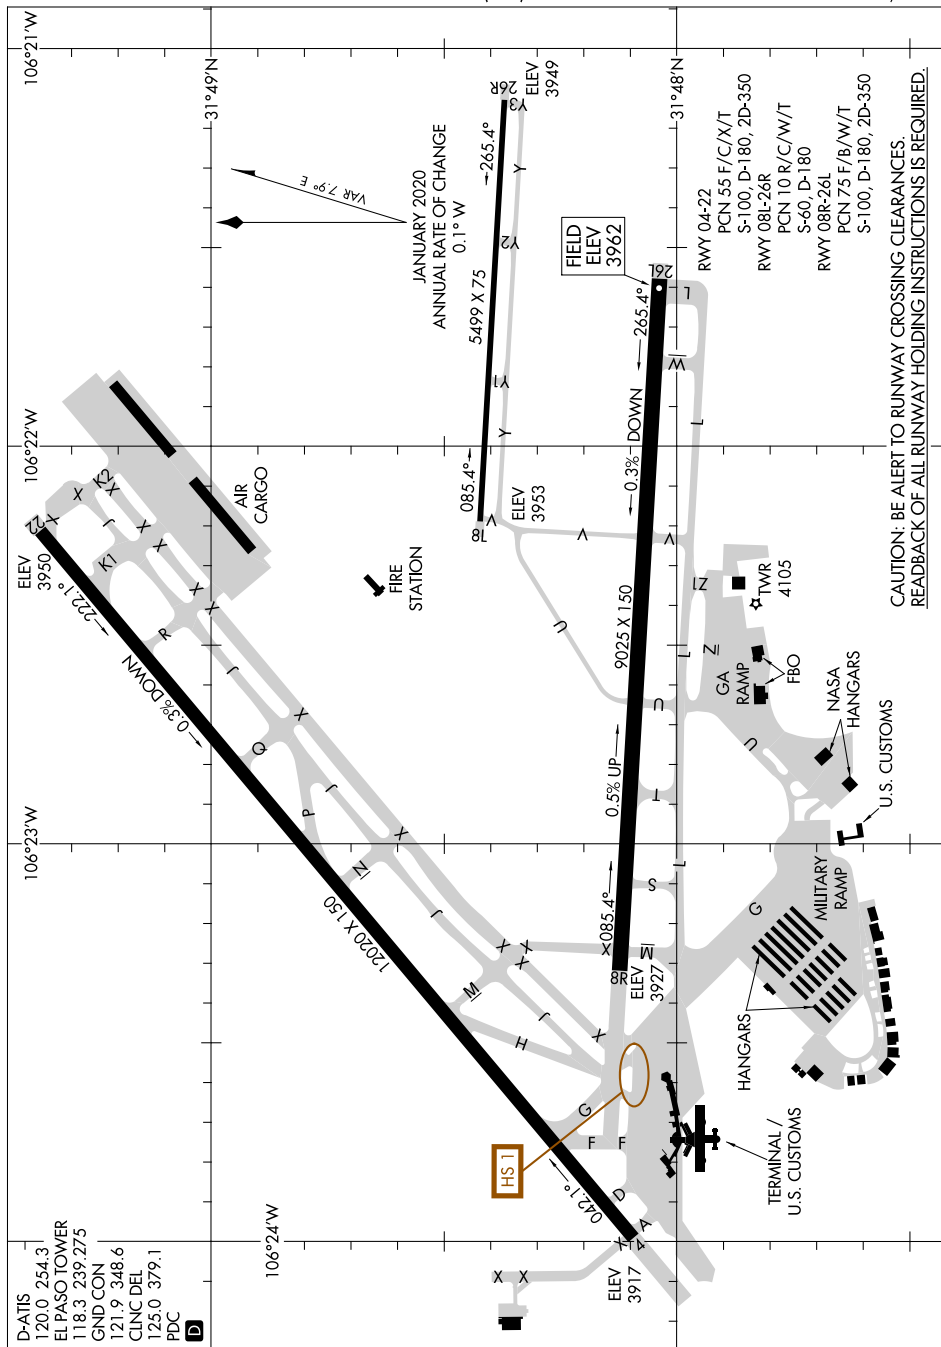 D-ATIS
120.0 254.3
EL PASO TOWER
118.3 239.275
GND CON
121.9 348.6
CLNC DEL
125.0 379.1
PDC
D
106°21'W
106°22'W
106°23'W
106°24'W
31°49'N
31°48'N
VAR 7.9° E
JANUARY 2020
ANNUAL RATE OF CHANGE
0.1° W
ELEV
3950
22
222.1°
0.3% DOWN
12020 X 150
042.1°
4
ELEV
3917
X
K2
X
X
J
K1
X
X
X
X
R
J
X
Q
J
P
X
N
J
X
X
X
M
J
H
X
G
F
F
D
A
X
X
X
AIR
CARGO
FIRE
STATION
8L
085.4°
ELEV
3953
5499 X 75
265.4°
26R
ELEV
3949
Y3
Y
Y2
Y1
Y
V
V
V
U
U
U
FIELD
ELEV
3962
26L
265.4°
0.3% DOWN
9025 X 150
0.5% UP
085.4°
8R
ELEV
3927
X
L
W
L
L
L
Z1
Z
T
S
M
G
HS 1
TWR
4105
GA
RAMP
FBO
NASA
HANGARS
U.S. CUSTOMS
MILITARY
RAMP
HANGARS
TERMINAL /
U.S. CUSTOMS
RWY 04-22
PCN 55 F/C/X/T
S-100, D-180, 2D-350
RWY 08L-26R
PCN 10 R/C/W/T
S-60, D-180
RWY 08R-26L
PCN 75 F/B/W/T
S-100, D-180, 2D-350
CAUTION: BE ALERT TO RUNWAY CROSSING CLEARANCES.
READBACK OF ALL RUNWAY HOLDING INSTRUCTIONS IS REQUIRED.